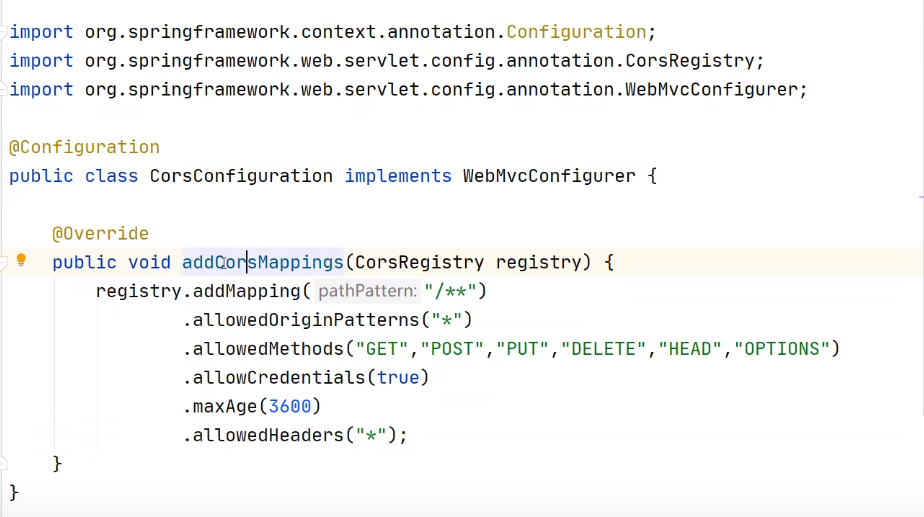 import org.springframework.context.annotation.Configuration;
import org.springframework.web.servlet.config.annotation.CorsRegistry;
import org.springframework.web.servlet.config.annotation.WebMvcConfigurer;
@Configuration
public class CorsConfiguration implements WebMvcConfigurer {
@Override
public void addCorsMappings(CorsRegistry registry) {
registry.addMapping( pathPattern: "/**")
.allowedOriginPatterns("*")
.allowedMethods("GET","POST","PUT","DELETE","HEAD","OPTIONS")
.allowCredentials(true)
.maxAge(3600)
.allowedHeaders("*");
}
}